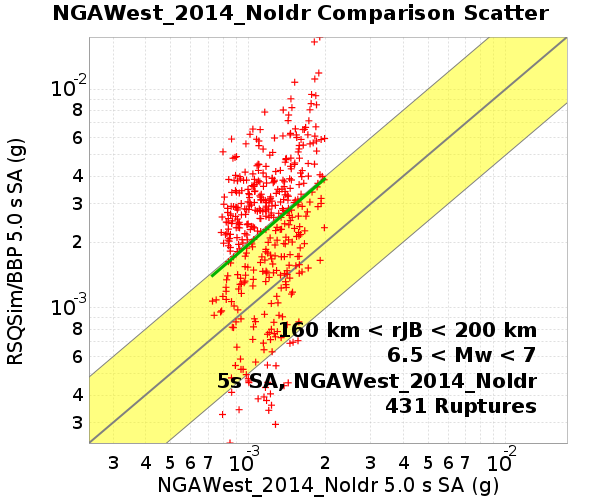 NGAWest_2014_NoIdr Comparison Scatter
RSQSim/BBP 5.0 s SA (g)
10-2
8
6
4
3
2
10-3
8
6
4
3
160 km < rJB < 200 km
6.5 < Mw < 7
5s SA, NGAWest_2014_NoIdr
431 Ruptures
3 4 5 6 7 10-3 2 3 4 5 6 7 10-2
NGAWest_2014_NoIdr 5.0 s SA (g)